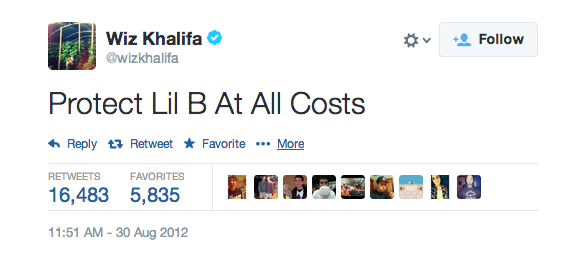 Wiz Khalifa
@wizkhalifa
Follow
Protect Lil B At All Costs
Reply Retweet Favorite ••• More
RETWEETS FAVORITES
16,483 5,835
11:51 AM - 30 Aug 2012